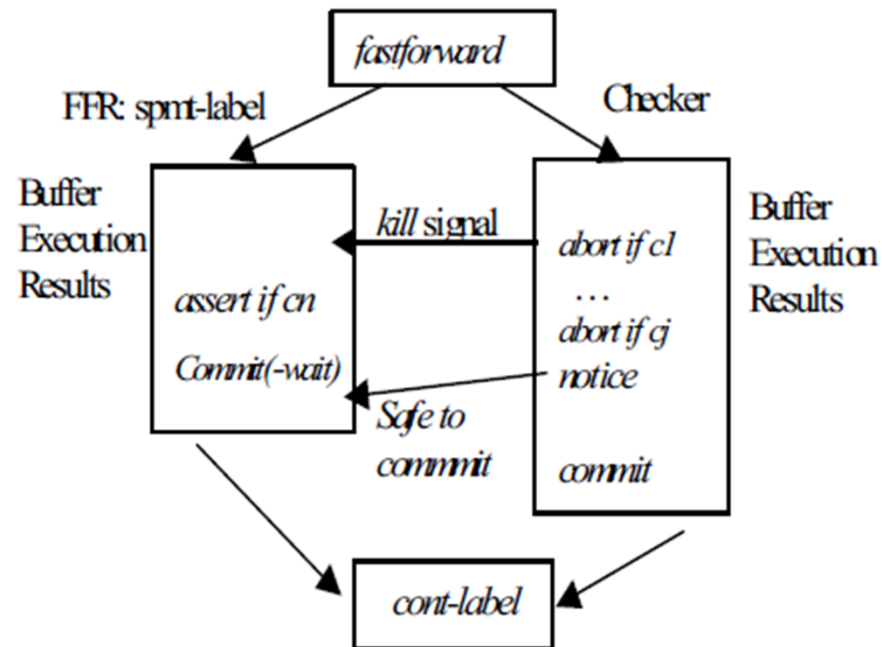 fastforward
FFR: spmt-label
Checker
Buffer
Execution
Results
kill signal
assert if cn
Commit(-wait)
Safe to
commmit
abort if c1
...
abort if cj
notice
commit
Buffer
Execution
Results
cont-label